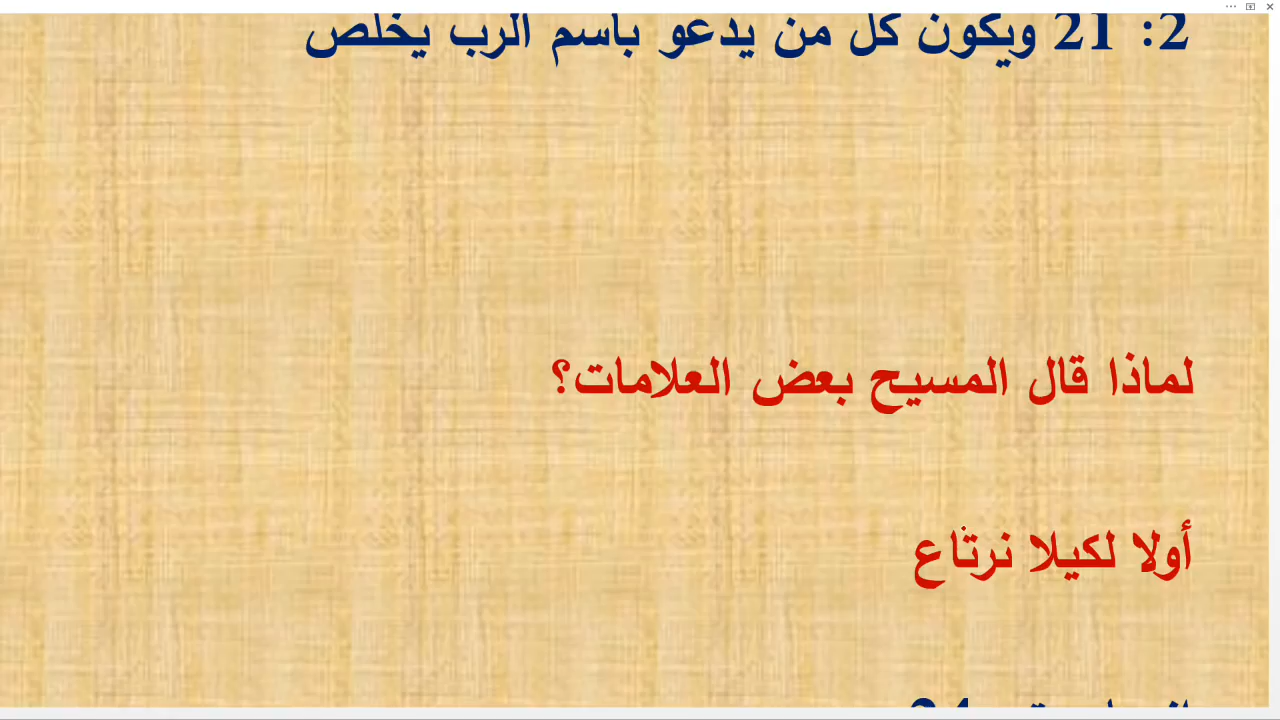 2: 21 ويكون كل من يدعو باسم الرب يخلص
لماذا قال المسيح بعض العلامات؟
أولا لكيلا نرتاع